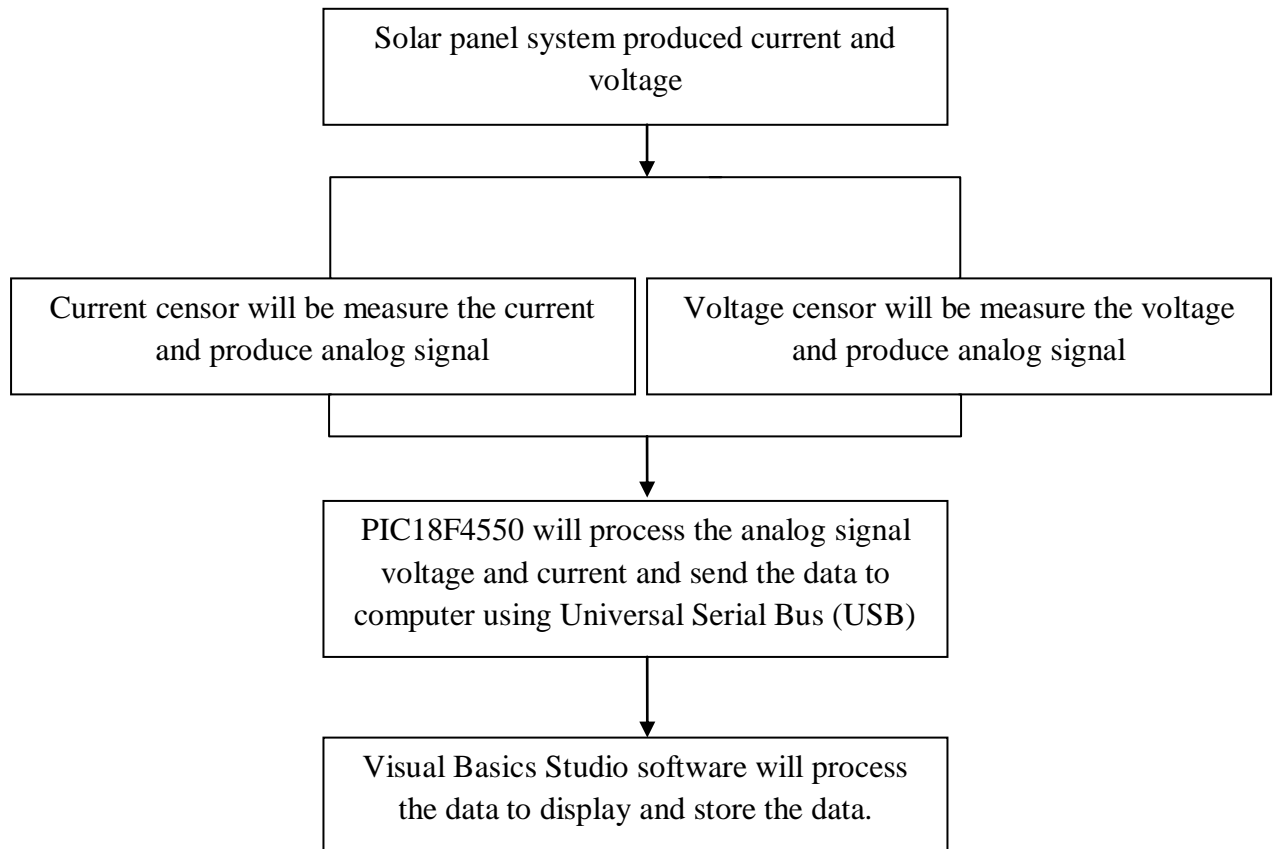 Solar panel system produced current and
voltage
Current censor will be measure the current
and produce analog signal
Voltage censor will be measure the voltage
and produce analog signal
PIC18F4550 will process the analog signal
voltage and current and send the data to
computer using Universal Serial Bus (USB)
Visual Basics Studio software will process
the data to display and store the data.